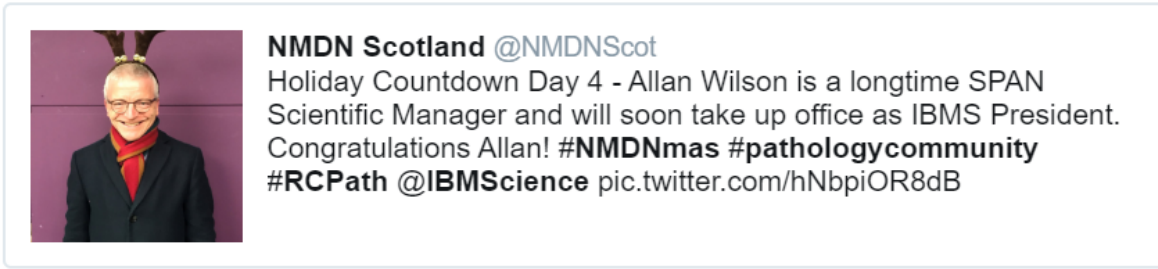 NMDN Scotland @NMDNScot
Holiday Countdown Day 4 - Allan Wilson is a longtime SPAN
Scientific Manager and will soon take up office as IBMS President.
Congratulations Allan! #NMDNmas #pathologycommunity
#RCPath @IBMScience pic.twitter.com/hNbpiOR8dB